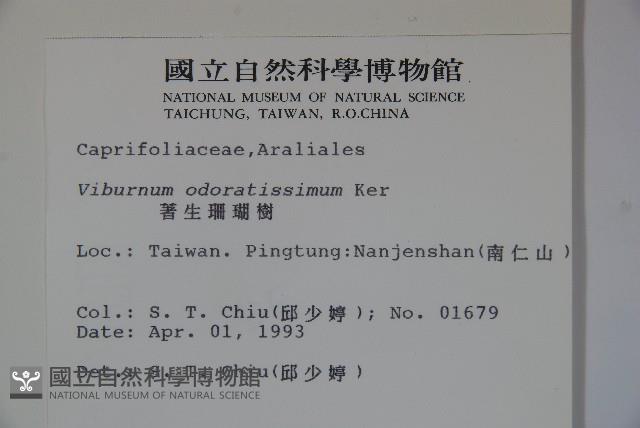 國立自然科學博物館
NATIONAL MUSEUM OF NATURAL SCIENCE
TAICHUNG, TAIWAN, R.O.CHINA
Caprifoliaceae,Araliales
Viburnum odoratissimum Ker
著生珊瑚樹
Loc.: Taiwan. Pingtung:Nanjenshan(南仁山)
Col.: S. T. Chiu(邱少婷); No. 01679
Date: Apr. 01, 1993
Det.: S. T. Chiu(邱少婷)
國立自然科學博物館
NATIONAL MUSEUM OF NATURAL SCIENCE